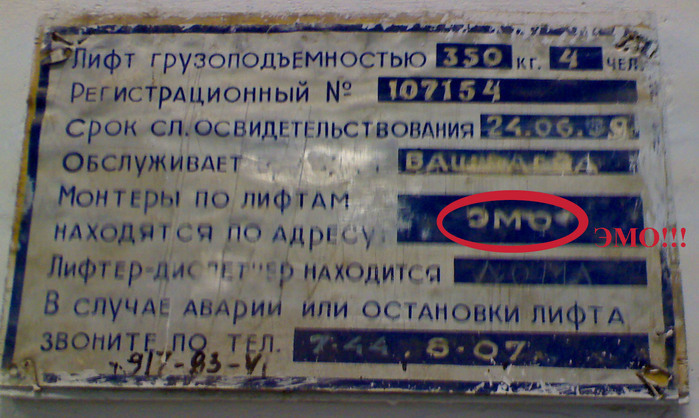 Лифт грузоподъемностью 350 кг. 4 чел.
Регистрационный № 107154
Срок сл. освидетельствования 24.06.89
Обслуживает
Монтеры по лифтам
находятся по адресу ЭМО
ЭМО!!!
Лифтер-диспетчер находится ДОМА
В случае аварии или остановки лифта
звоните по тел. 7-44, 6-07